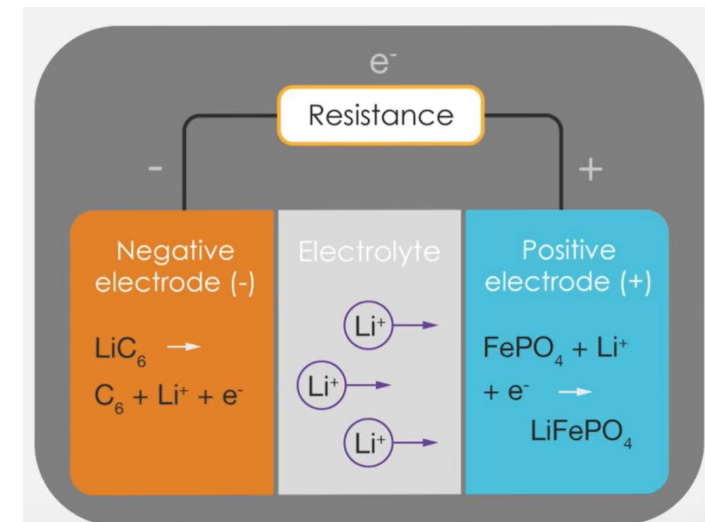 e⁻
Resistance
-
+
Negative
electrode (-)
LiC₆ →
C₆ + Li⁺ + e⁻
Electrolyte
Li⁺
Li⁺
Li⁺
Positive
electrode (+)
FePO₄ + Li⁺
+ e⁻ →
LiFePO₄